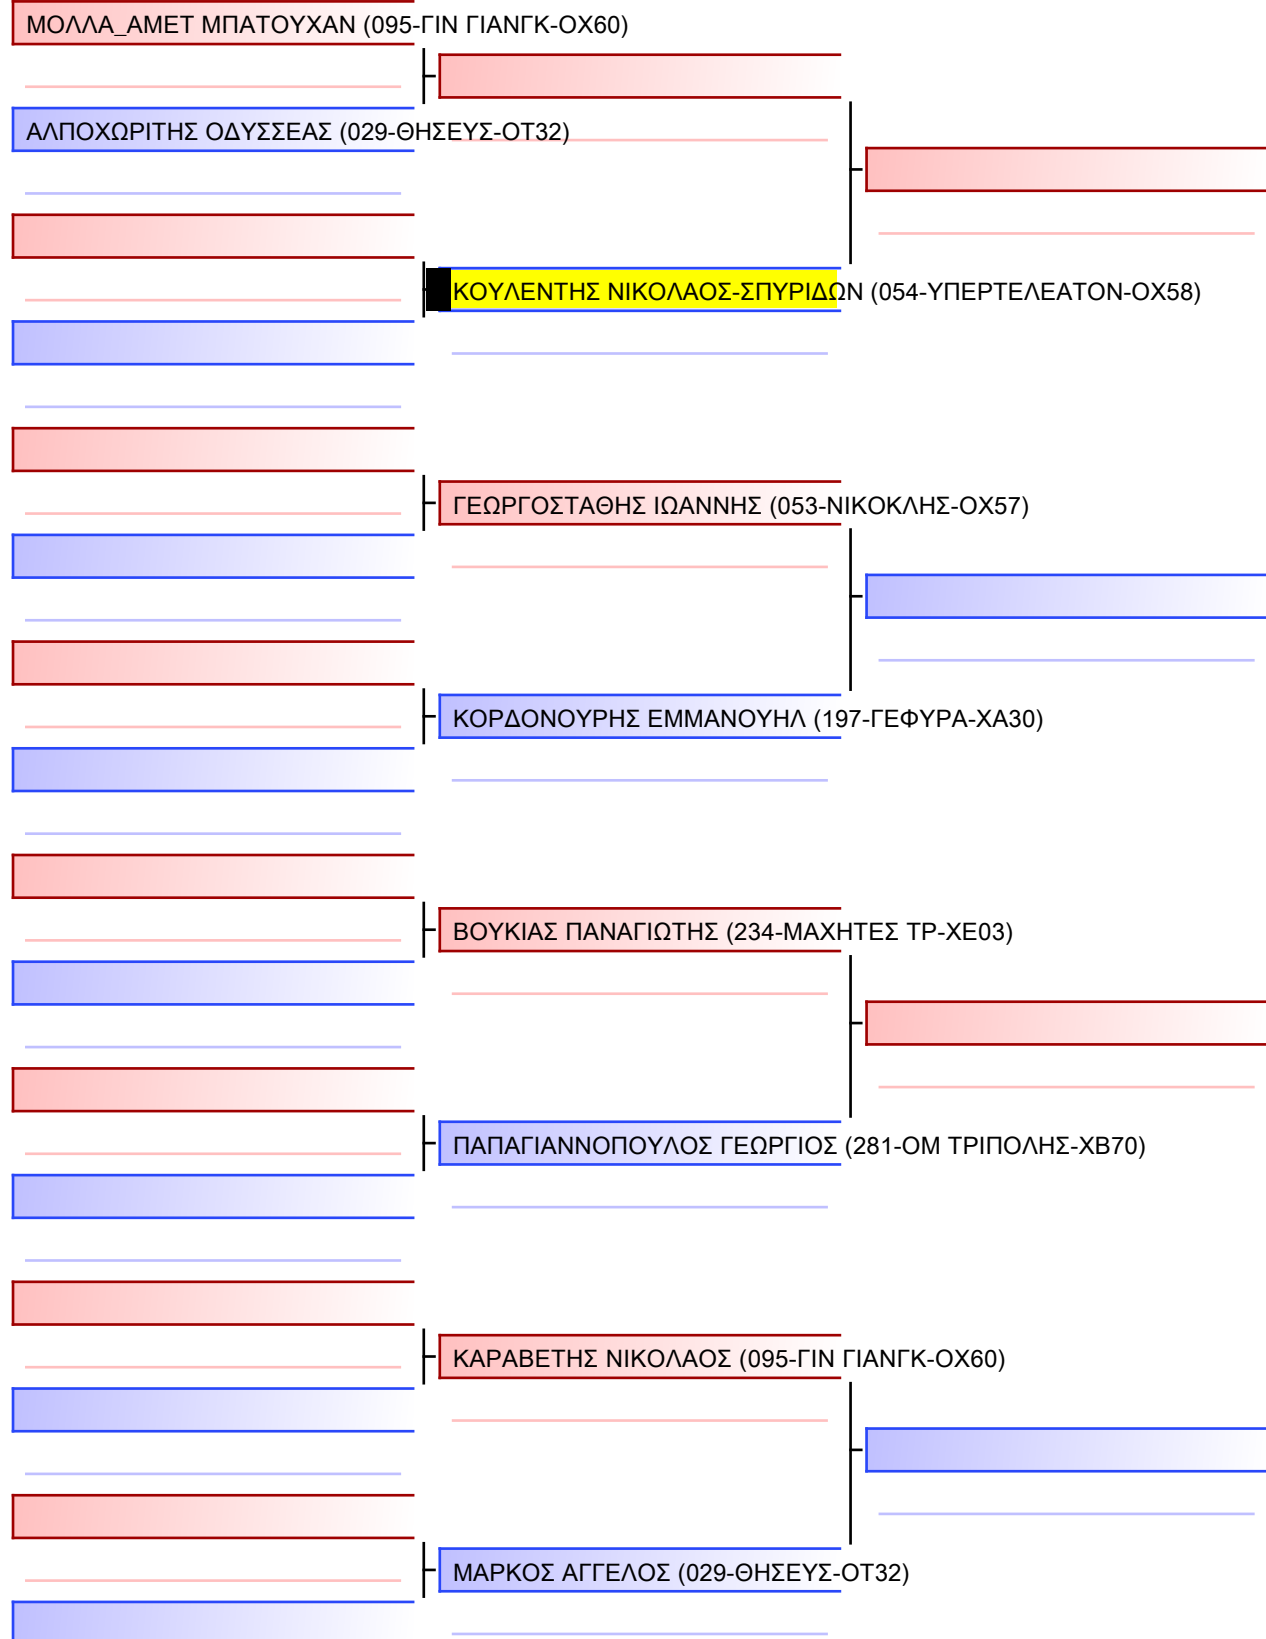 ΜΟΛΛΑ_ΑΜΕΤ ΜΠΑΤΟΥΧΑΝ (095-ΓΙΝ ΓΙΑΝΓΚ-ΟΧ60)
ΑΛΠΟΧΩΡΙΤΗΣ ΟΔΥΣΣΕΑΣ (029-ΘΗΣΕΥΣ-ΟΤ32)
ΚΟΥΛΕΝΤΗΣ ΝΙΚΟΛΑΟΣ-ΣΠΥΡΙΔΩΝ (054-ΥΠΕΡΤΕΛΕΑΤΟΝ-ΟΧ58)
ΓΕΩΡΓΟΣΤΑΘΗΣ ΙΩΑΝΝΗΣ (053-ΝΙΚΟΚΛΗΣ-ΟΧ57)
ΚΟΡΔΟΝΟΥΡΗΣ ΕΜΜΑΝΟΥΗΛ (197-ΓΕΦΥΡΑ-ΧΑ30)
ΒΟΥΚΙΑΣ ΠΑΝΑΓΙΩΤΗΣ (234-ΜΑΧΗΤΕΣ ΤΡ-ΧΕ03)
ΠΑΠΑΓΙΑΝΝΟΠΟΥΛΟΣ ΓΕΩΡΓΙΟΣ (281-ΟΜ ΤΡΙΠΟΛΗΣ-ΧΒ70)
ΚΑΡΑΒΕΤΗΣ ΝΙΚΟΛΑΟΣ (095-ΓΙΝ ΓΙΑΝΓΚ-ΟΧ60)
ΜΑΡΚΟΣ ΑΓΓΕΛΟΣ (029-ΘΗΣΕΥΣ-ΟΤ32)